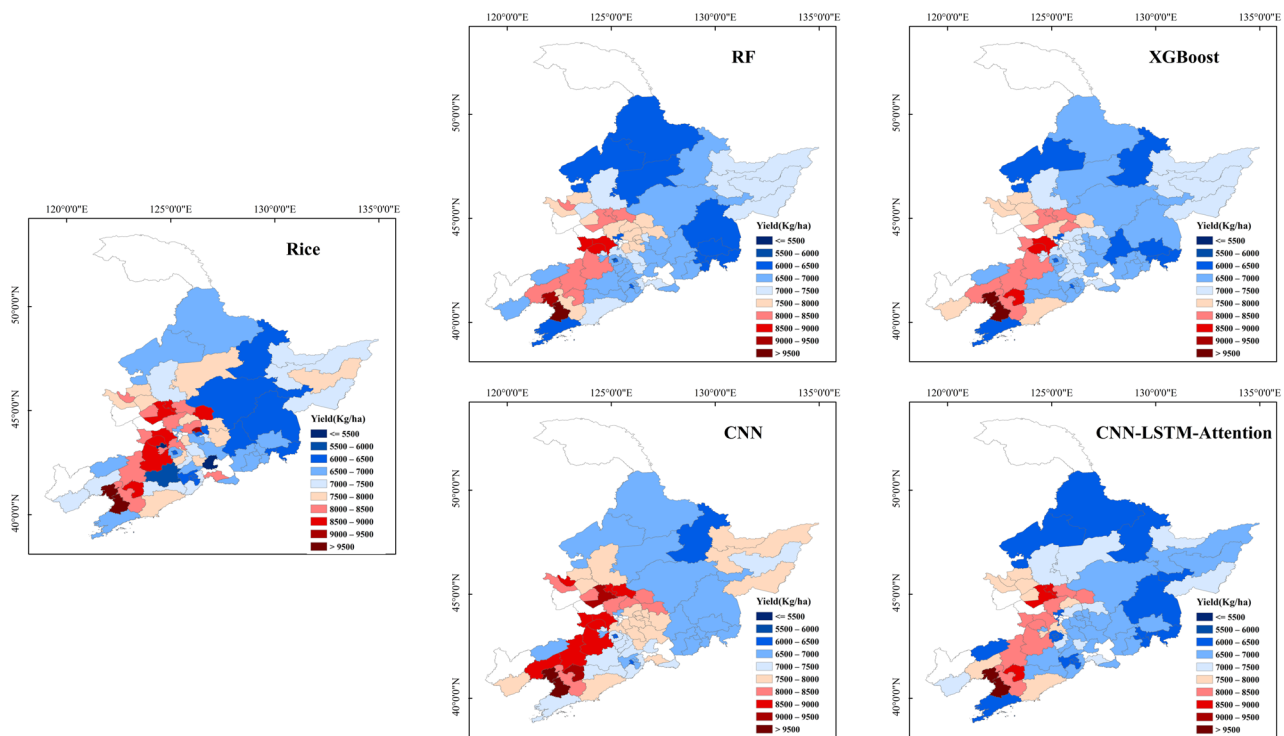 Rice
120°0'0"E 125°0'0"E 130°0'0"E 135°0'0"E
50°0'0"N
45°0'0"N
40°0'0"N
Yield(Kg/ha)
<= 5500
5500 – 6000
6000 – 6500
6500 – 7000
7000 – 7500
7500 – 8000
8000 – 8500
8500 – 9000
9000 – 9500
> 9500
120°0'0"E 125°0'0"E 130°0'0"E 135°0'0"E
RF
50°0'0"N
45°0'0"N
40°0'0"N
Yield(Kg/ha)
<= 5500
5500 – 6000
6000 – 6500
6500 – 7000
7000 – 7500
7500 – 8000
8000 – 8500
8500 – 9000
9000 – 9500
> 9500
120°0'0"E 125°0'0"E 130°0'0"E 135°0'0"E
XGBoost
50°0'0"N
45°0'0"N
40°0'0"N
Yield(Kg/ha)
<= 5500
5500 – 6000
6000 – 6500
6500 – 7000
7000 – 7500
7500 – 8000
8000 – 8500
8500 – 9000
9000 – 9500
> 9500
120°0'0"E 125°0'0"E 130°0'0"E 135°0'0"E
CNN
50°0'0"N
45°0'0"N
40°0'0"N
Yield(Kg/ha)
<= 5500
5500 – 6000
6000 – 6500
6500 – 7000
7000 – 7500
7500 – 8000
8000 – 8500
8500 – 9000
9000 – 9500
> 9500
120°0'0"E 125°0'0"E 130°0'0"E 135°0'0"E
CNN-LSTM-Attention
50°0'0"N
45°0'0"N
40°0'0"N
Yield(Kg/ha)
<= 5500
5500 – 6000
6000 – 6500
6500 – 7000
7000 – 7500
7500 – 8000
8000 – 8500
8500 – 9000
9000 – 9500
> 9500